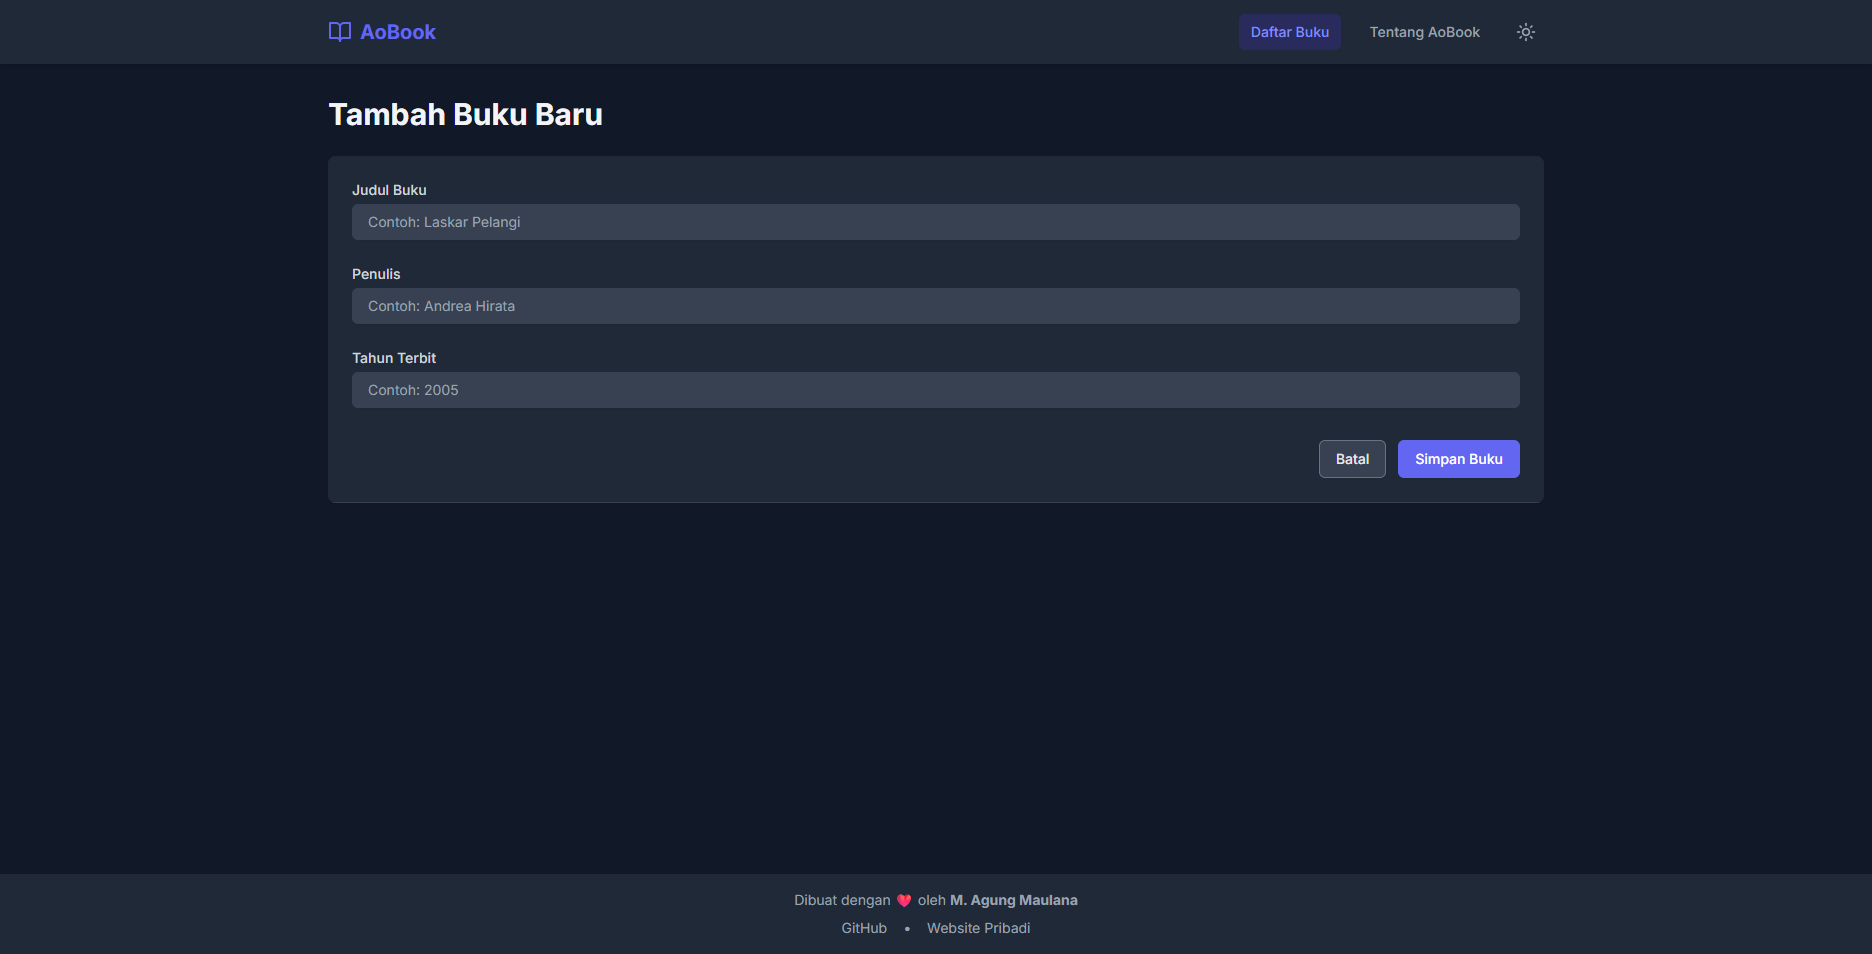 AoBook
Daftar Buku
Tentang AoBook
Tambah Buku Baru
Judul Buku
Contoh: Laskar Pelangi
Penulis
Contoh: Andrea Hirata
Tahun Terbit
Contoh: 2005
Batal
Simpan Buku
Dibuat dengan ❤️ oleh M. Agung Maulana
GitHub • Website Pribadi